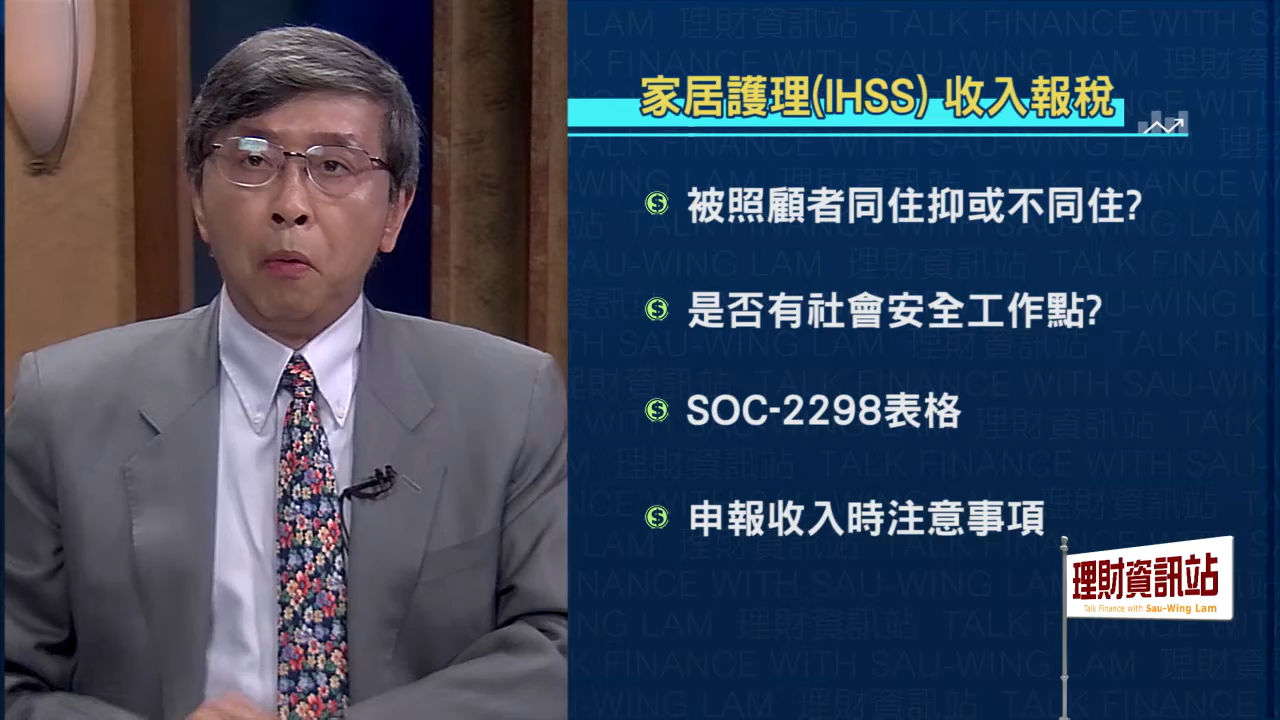 家居護理(IHSS) 收入報稅
被照顧者同住抑或不同住?
是否有社會安全工作點?
SOC-2298表格
申報收入時注意事項
理財資訊站
Talk Finance with Sau-Wing Lam